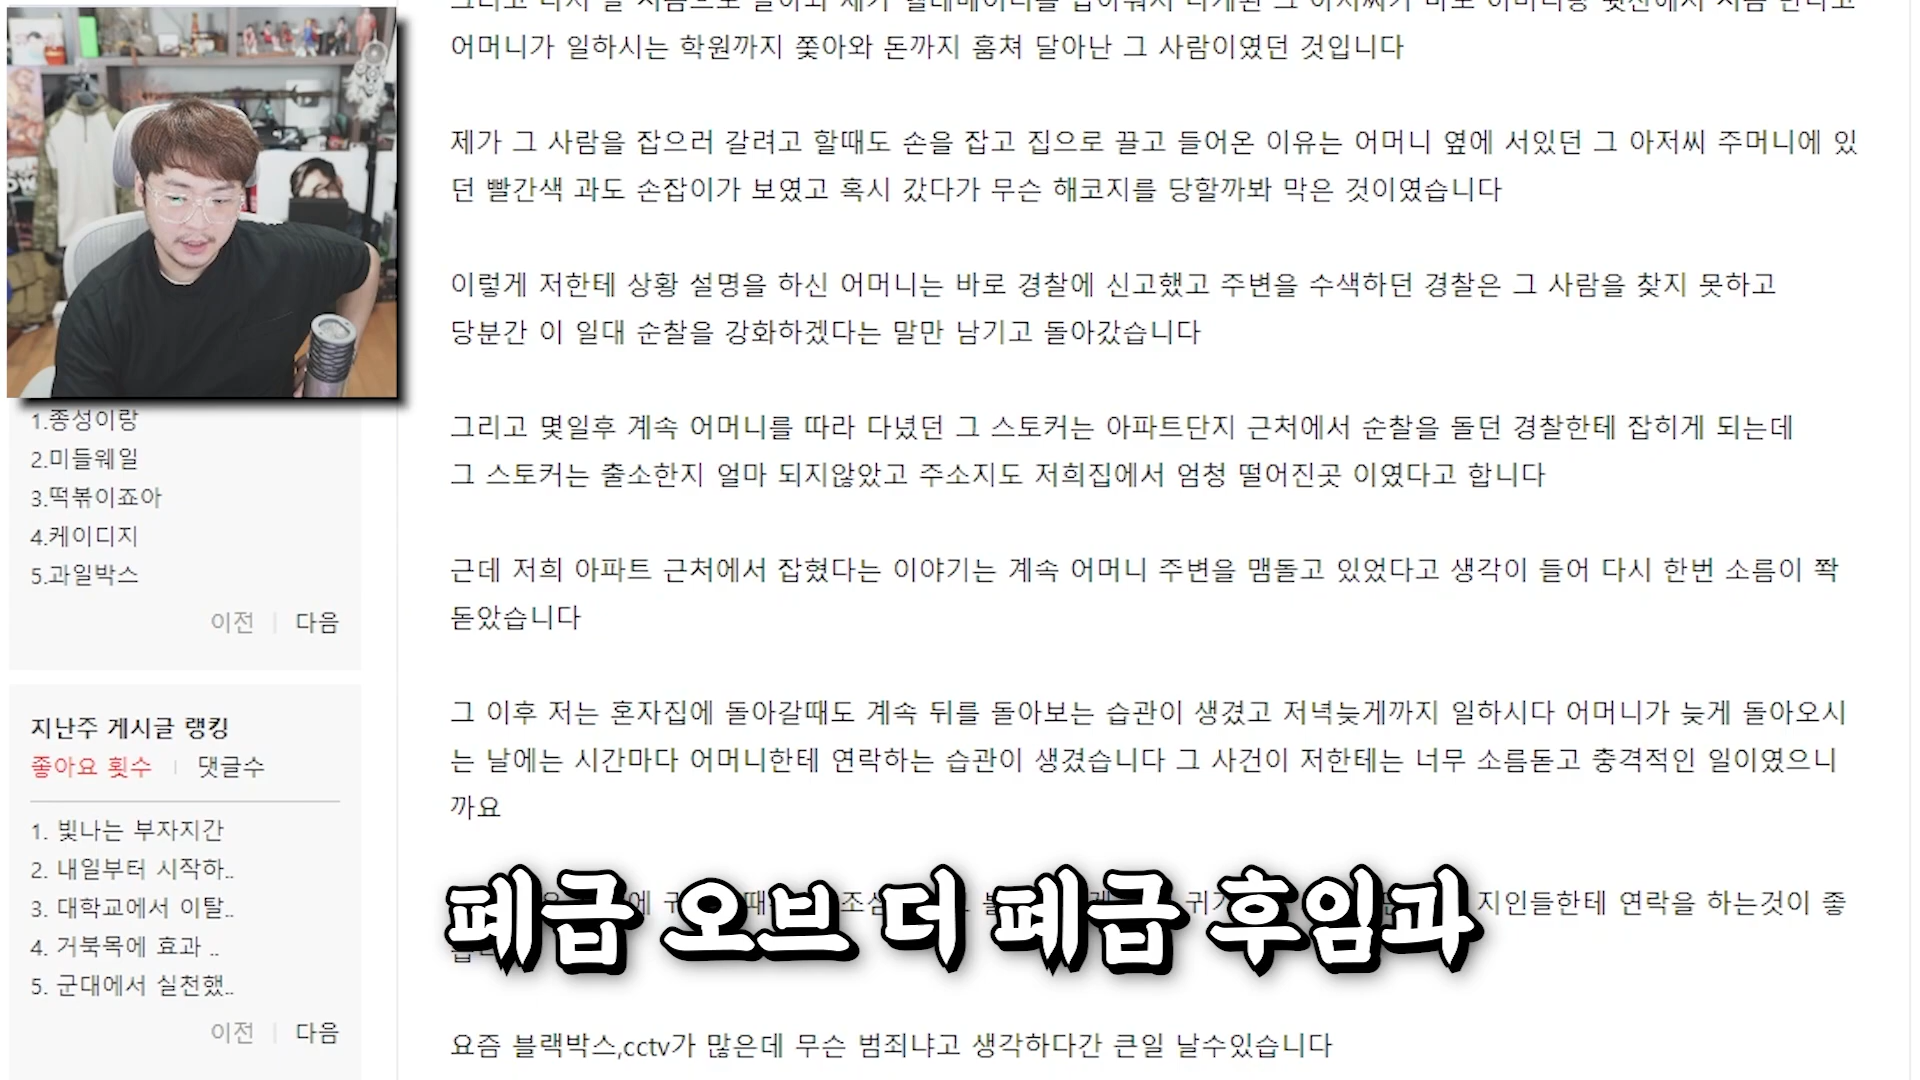 어머니가 일하시는 학원까지 쫓아와 돈까지 훔쳐 달아난 그 사람이였던 것입니다
제가 그 사람을 잡으러 갈려고 할때도 손을 잡고 집으로 끌고 들어온 이유는 어머니 옆에 서있던 그 아저씨 주머니에 있
던 빨간색 과도 손잡이가 보였고 혹시 갔다가 무슨 해코지를 당할까봐 막은 것이였습니다
이렇게 저한테 상황 설명을 하신 어머니는 바로 경찰에 신고했고 주변을 수색하던 경찰은 그 사람을 찾지 못하고
당분간 이 일대 순찰을 강화하겠다는 말만 남기고 돌아갔습니다
그리고 몇일후 계속 어머니를 따라 다녔던 그 스토커는 아파트단지 근처에서 순찰을 돌던 경찰한테 잡히게 되는데
그 스토커는 출소한지 얼마 되지않았고 주소지도 저희집에서 엄청 떨어진곳 이였다고 합니다
근데 저희 아파트 근처에서 잡혔다는 이야기는 계속 어머니 주변을 맴돌고 있었다고 생각이 들어 다시 한번 소름이 쫙
돋았습니다
그 이후 저는 혼자집에 돌아갈때도 계속 뒤를 돌아보는 습관이 생겼고 저녁늦게까지 일하시다 어머니가 늦게 돌아오시
는 날에는 시간마다 어머니한테 연락하는 습관이 생겼습니다 그 사건이 저한테는 너무 소름돋고 충격적인 일이였으니
까요
지인들한테 연락을 하는것이 좋
폐급 오브 더 폐급 후임과
요즘 블랙박스,cctv가 많은데 무슨 범죄냐고 생각하다간 큰일 날수있습니다
1.종성이랑
2.미들웨일
3.떡볶이죠아
4.케이디지
5.과일박스
이전 | 다음
지난주 게시글 랭킹
좋아요 횟수 | 댓글수
1. 빛나는 부자지간
2. 내일부터 시작하..
3. 대학교에서 이탈..
4. 거북목에 효과 ..
5. 군대에서 실천했..
이전 | 다음